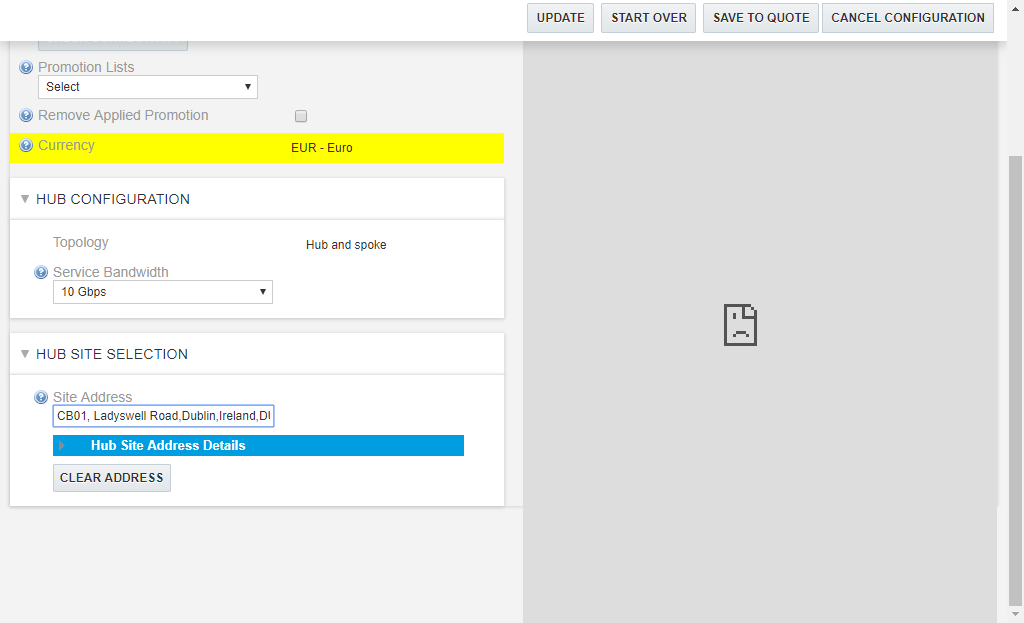 UPDATE
START OVER
SAVE TO QUOTE
CANCEL CONFIGURATION
Promotion Lists
Select
Remove Applied Promotion
Currency
EUR - Euro
HUB CONFIGURATION
Topology
Hub and spoke
Service Bandwidth
10 Gbps
HUB SITE SELECTION
Site Address
CB01, Ladyswell Road,Dublin,Ireland,
Hub Site Address Details
CLEAR ADDRESS